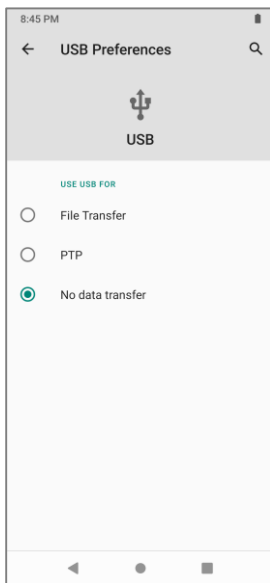 8:45 PM
USB Preferences
USB
USE USB FOR
File Transfer
PTP
No data transfer